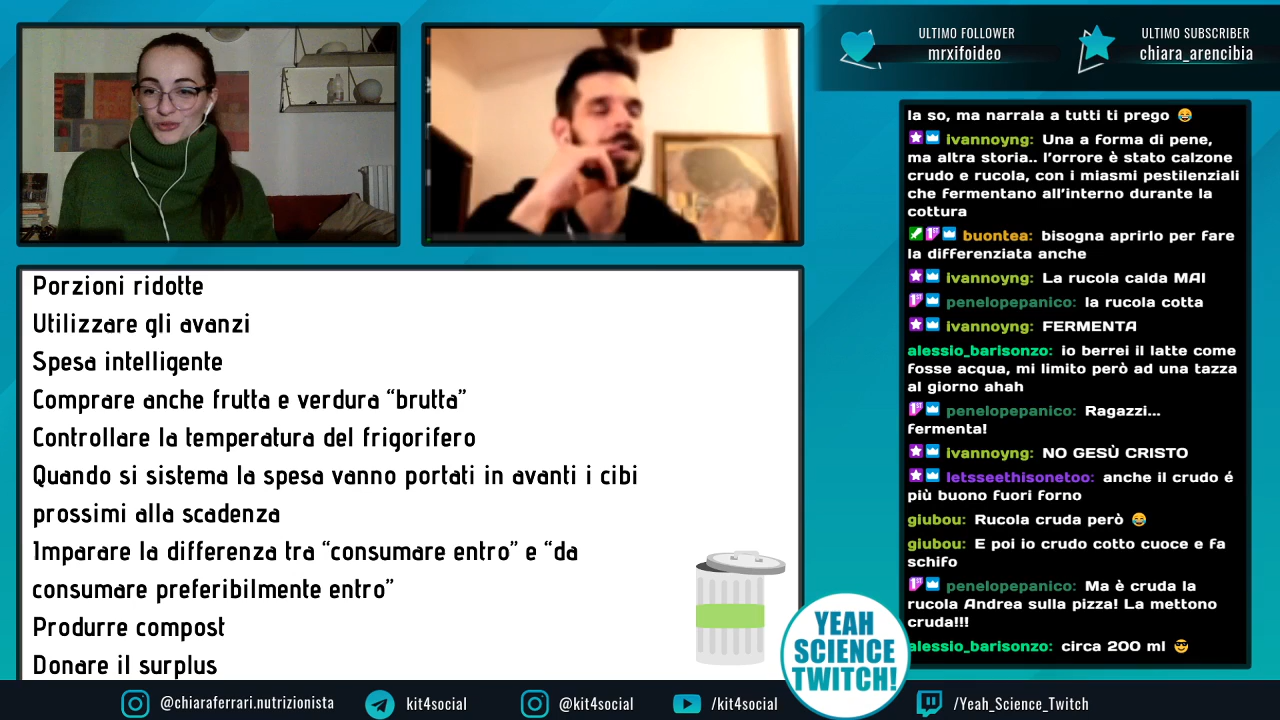 ULTIMO FOLLOWER
mrxifoideo
ULTIMO SUBSCRIBER
chiara_arencibia
Porzioni ridotte
Utilizzare gli avanzi
Spesa intelligente
Comprare anche frutta e verdura “brutta”
Controllare la temperatura del frigorifero
Quando si sistema la spesa vanno portati in avanti i cibi
prossimi alla scadenza
Imparare la differenza tra “consumare entro” e “da
consumare preferibilmente entro”
Produrre compost
Donare il surplus
la so, ma narrala a tutti ti prego 😂
ivannoyng: Una a forma di pene,
ma altra storia.. l’orrore è stato calzone
crudo e rucola, con i miasmi pestilenziali
che fermentano all’interno durante la
cottura
1ST buontea: bisogna aprirlo per fare
la differenziata anche
ivannoyng: La rucola calda MAI
1ST penelopepanico: la rucola cotta
ivannoyng: FERMENTA
alessio_barisonzo: io berrei il latte come
fosse acqua, mi limito però ad una tazza
al giorno ahah
1ST penelopepanico: Ragazzi...
fermenta!
ivannoyng: NO GESÙ CRISTO
letsseethisonetoo: anche il crudo é
più buono fuori forno
giubou: Rucola cruda però 😂
giubou: E poi io crudo cotto cuoce e fa
schifo
1ST penelopepanico: Ma è cruda la
rucola Andrea sulla pizza! La mettono
cruda!!!
alessio_barisonzo: circa 200 ml 😎
YEAH
SCIENCE
TWITCH!
@chiaraferrari.nutrizionista
kit4social
@kit4social
/kit4social
/Yeah_Science_Twitch